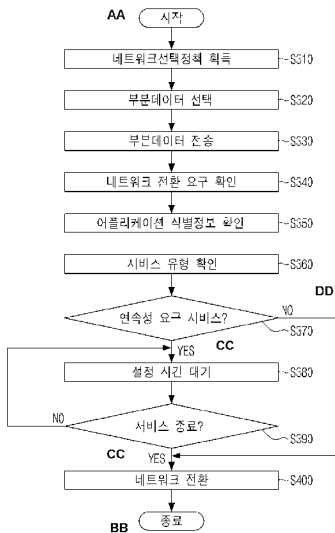 AA
시작
네트워크선택정책 획득
S310
부분데이터 선택
S320
부분데이터 전송
S330
네트워크 전환 요구 확인
S340
어플리케이션 식별정보 확인
S350
서비스 유형 확인
S360
DD
연속성 요구 서비스?
NO
S370
YES
CC
설정 시간 대기
S380
NO
서비스 종료?
S390
CC
YES
네트워크 전환
S400
종료
BB